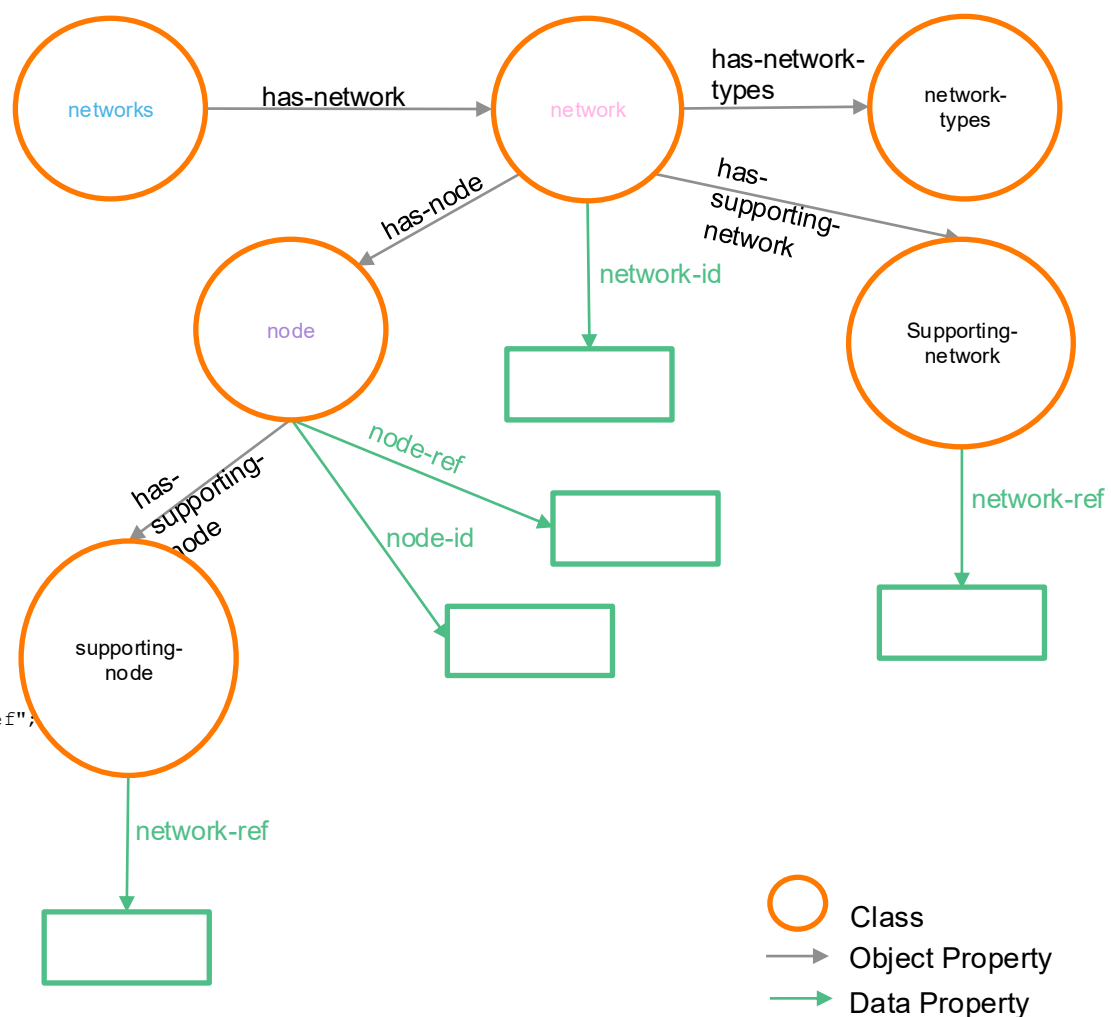 networks
has-network
network
has-network-
types
network-
types
has-node
has-
supporting-
network
network-id
node
Supporting-
network
node-ref
has-
supporting-
node
node-id
network-ref
supporting-
node
ef";
network-ref
Class
Object Property
Data Property